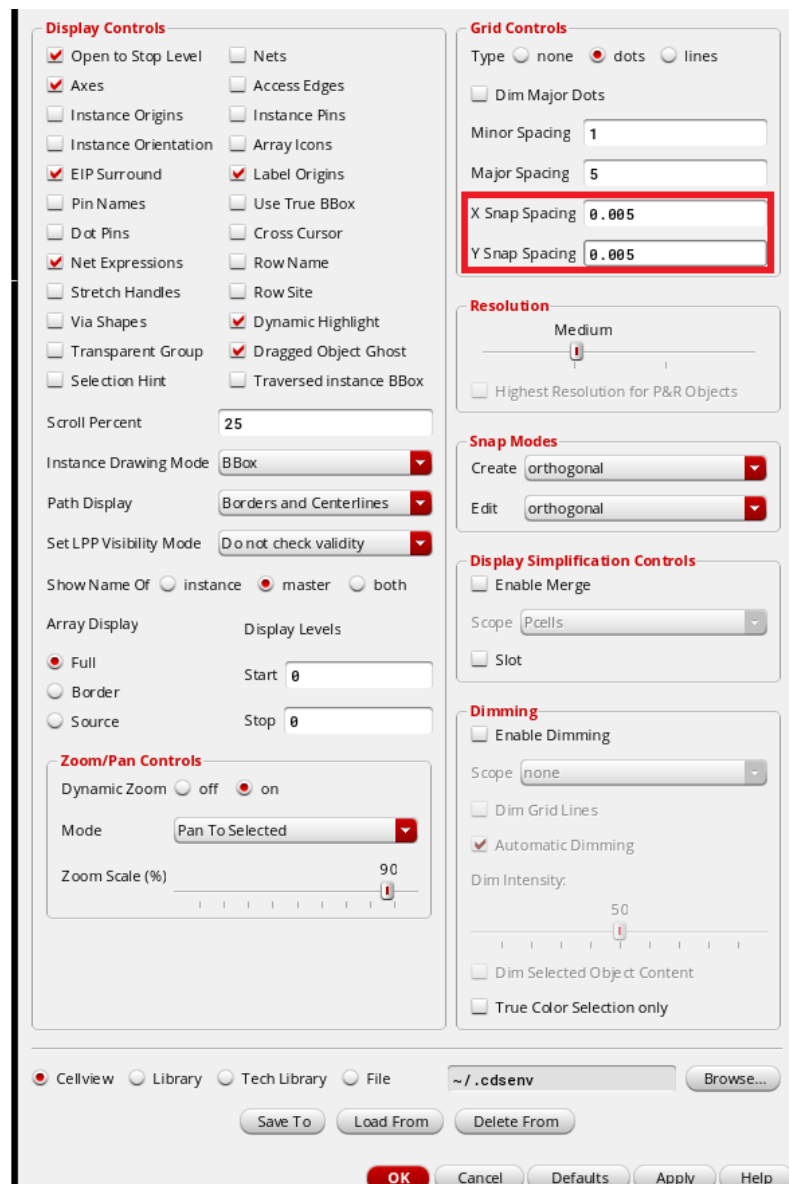 Display Controls
Open to Stop Level
Nets
Axes
Access Edges
Instance Origins
Instance Pins
Instance Orientation
Array Icons
EIP Surround
Label Origins
Pin Names
Use True BBox
Dot Pins
Cross Cursor
Net Expressions
Row Name
Stretch Handles
Row Site
Via Shapes
Dynamic Highlight
Transparent Group
Dragged Object Ghost
Selection Hint
Traversed instance BBox
Scroll Percent 25
Instance Drawing Mode BBox
Path Display Borders and Centerlines
Set LPP Visibility Mode Do not check validity
Show Name Of instance master both
Array Display
Full
Border
Source
Display Levels
Start 0
Stop 0
Zoom/Pan Controls
Dynamic Zoom off on
Mode Pan To Selected
Zoom Scale (%) 90
Grid Controls
Type none dots lines
Dim Major Dots
Minor Spacing 1
Major Spacing 5
X Snap Spacing 0.005
Y Snap Spacing 0.005
Resolution
Medium
Highest Resolution for P&R Objects
Snap Modes
Create orthogonal
Edit orthogonal
Display Simplification Controls
Enable Merge
Scope Pcells
Slot
Dimming
Enable Dimming
Scope none
Dim Grid Lines
Automatic Dimming
Dim Intensity:
50
Dim Selected Object Content
True Color Selection only
Cellview Library Tech Library File ~/.cdsenv Browse...
Save To Load From Delete From
OK Cancel Defaults Apply Help